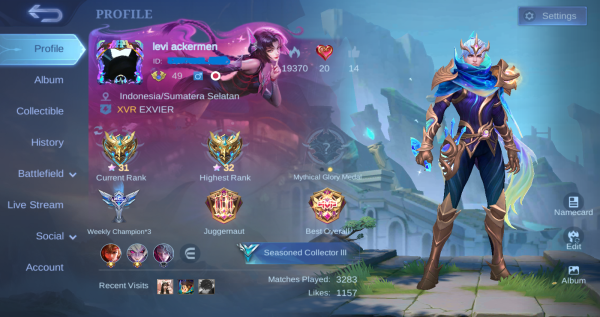 PROFILE
Settings
Profile
Album
Collectible
History
Battlefield
Live Stream
Social
Account
levi ackermen
ID:
49
19370
20
14
Indonesia/Sumatera Selatan
XVR EXVIER
31
Current Rank
32
Highest Rank
?
Mythical Glory Medal
Weekly Champion*3
Juggernaut
Best Overall
Seasoned Collector III
Recent Visits
Matches Played: 3283
Likes: 1157
Namecard
Edit
Album